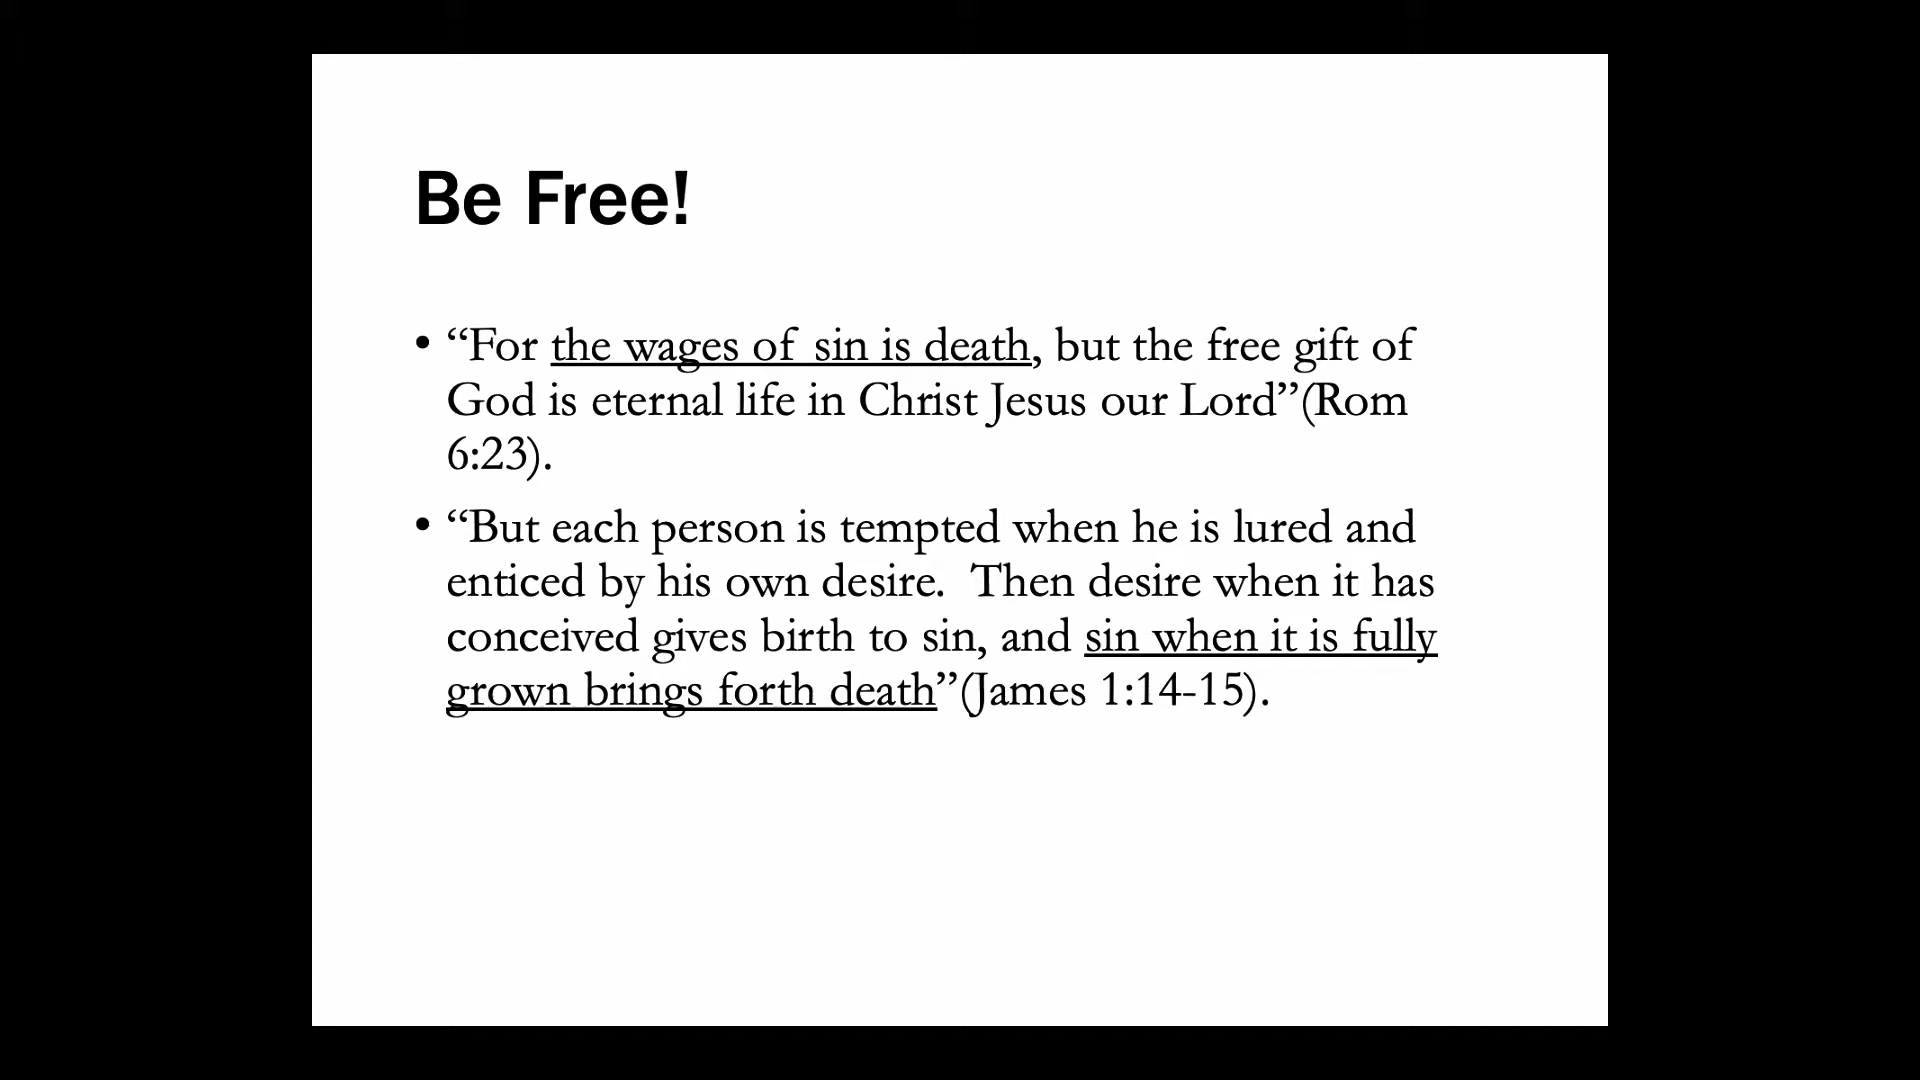 Be Free!
• “For the wages of sin is death, but the free gift of
God is eternal life in Christ Jesus our Lord”(Rom
6:23).
• “But each person is tempted when he is lured and
enticed by his own desire.  Then desire when it has
conceived gives birth to sin, and sin when it is fully
grown brings forth death”(James 1:14-15).